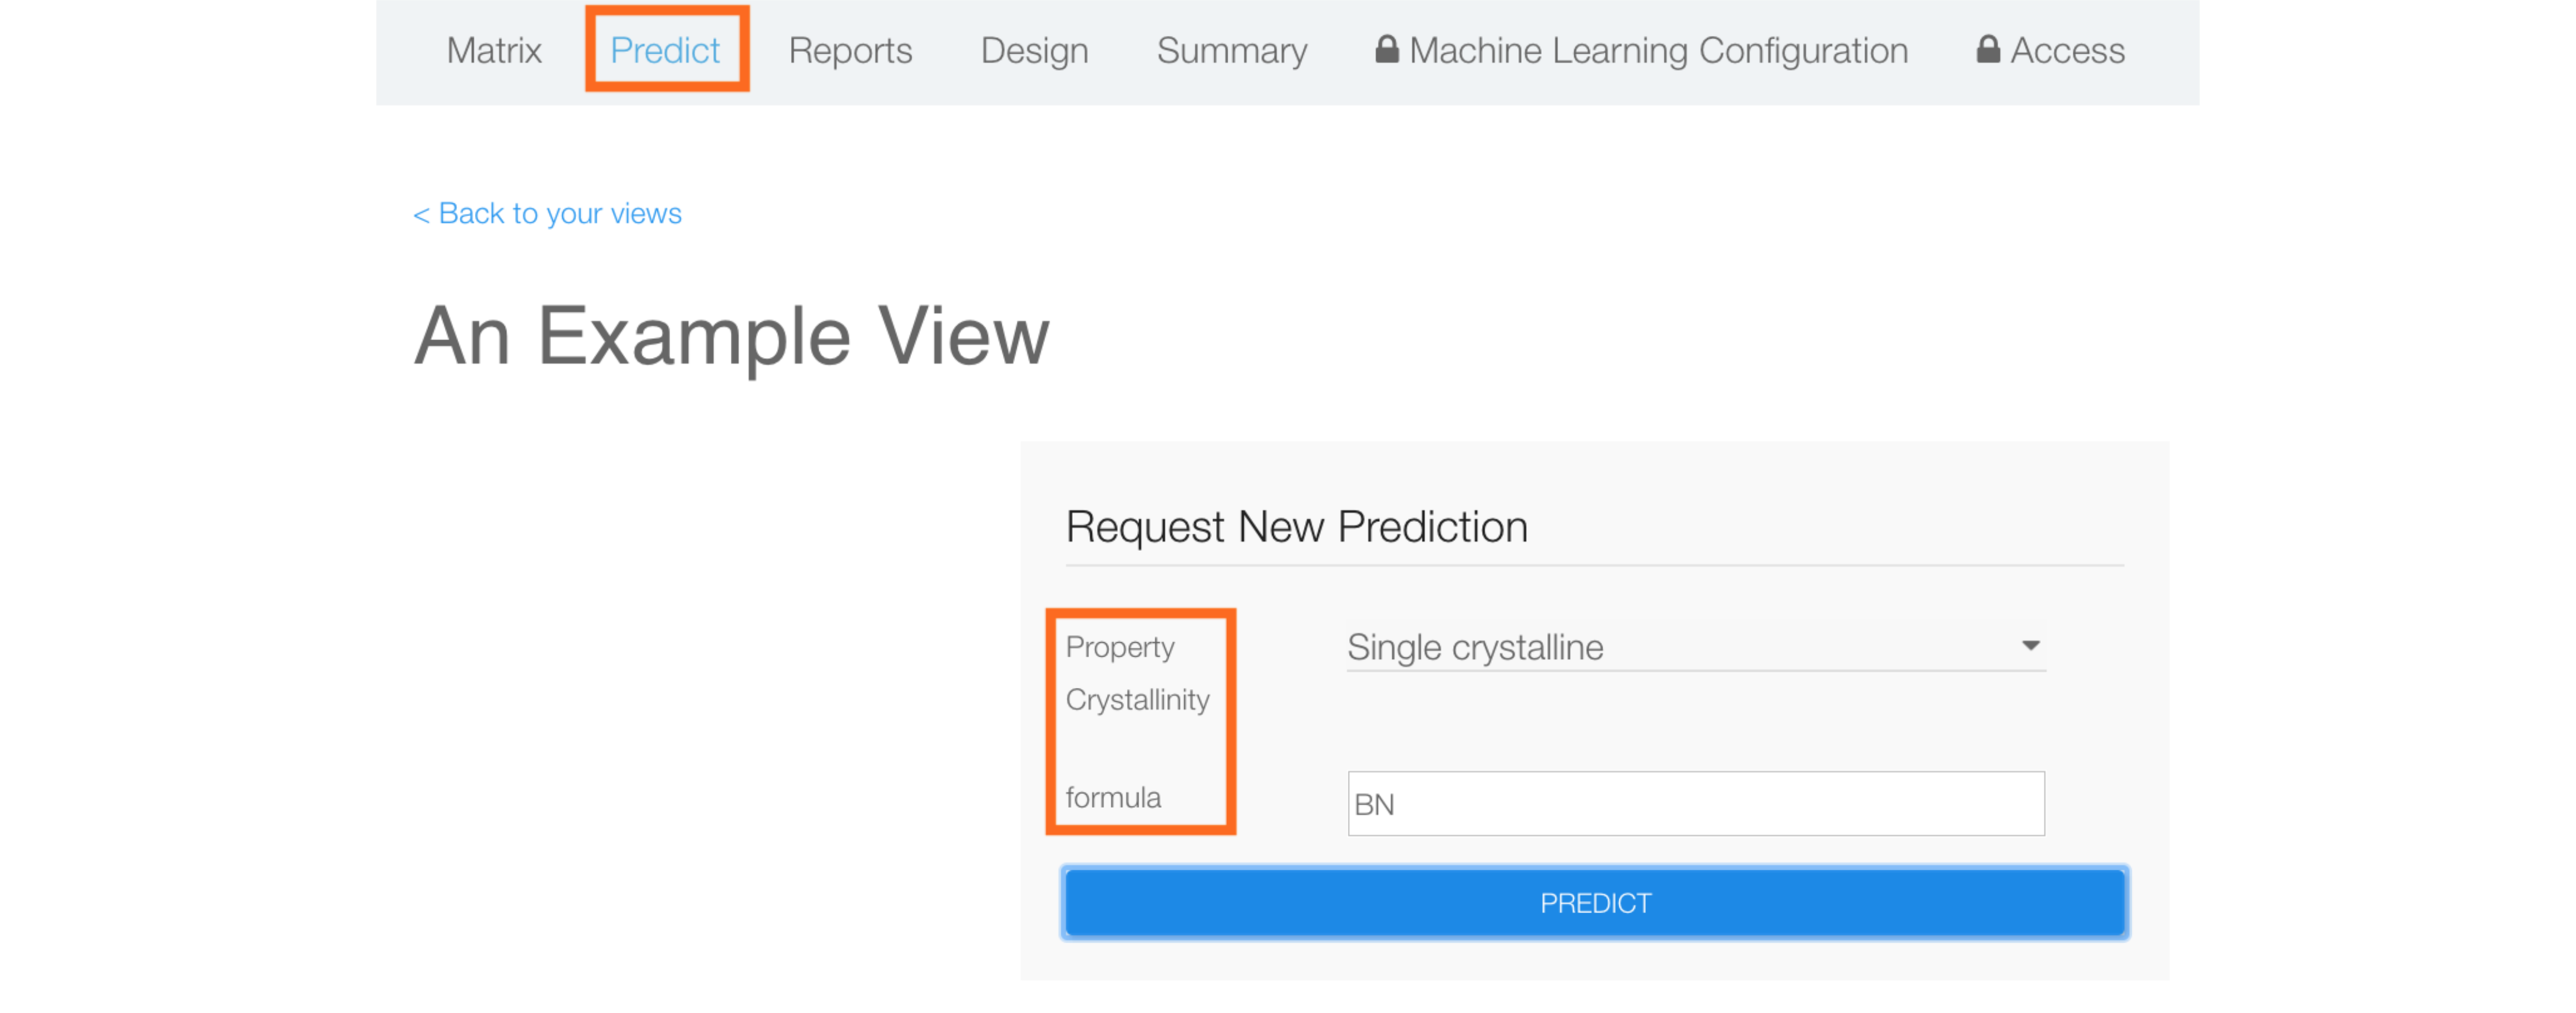 Matrix Predict Reports Design Summary Machine Learning Configuration Access
< Back to your views
An Example View
Request New Prediction
Property Single crystalline
Crystallinity
formula BN
PREDICT